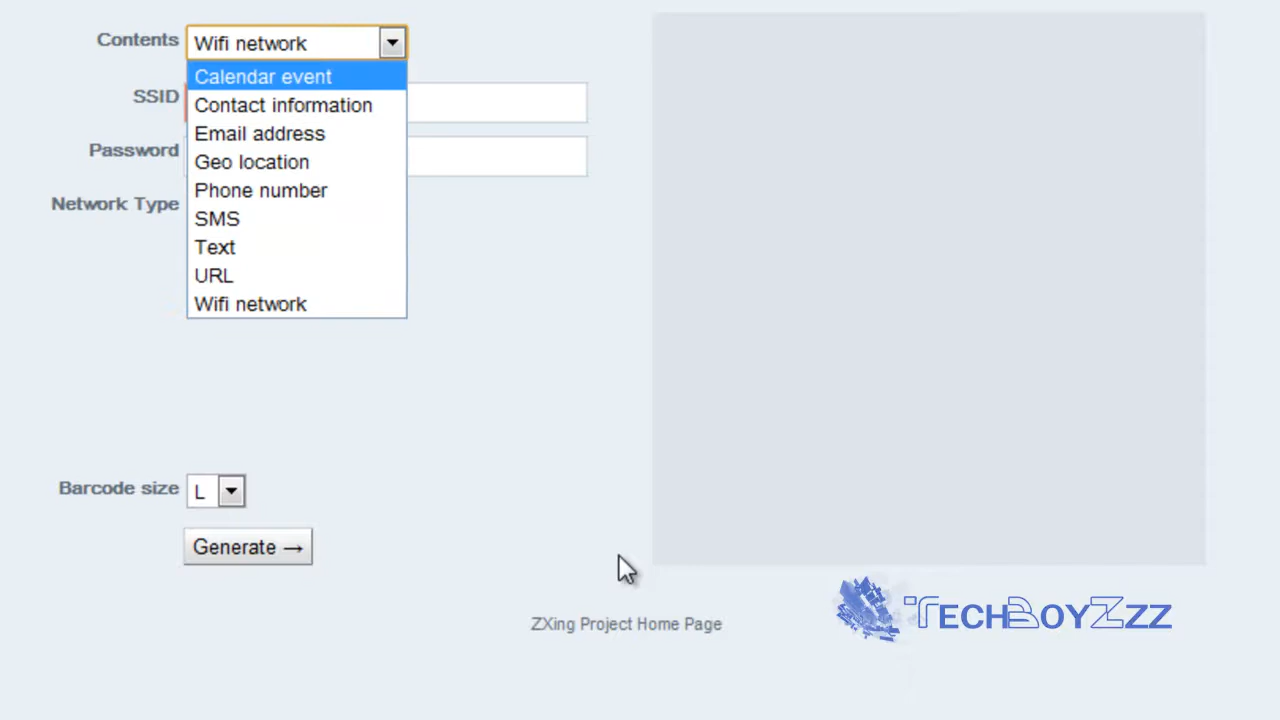 Contents Wifi network
Calendar event
SSID
Contact information
Email address
Password
Geo location
Phone number
Network Type
SMS
Text
URL
Wifi network
Barcode size L
Generate →
ZXing Project Home Page
TechBoyZzz